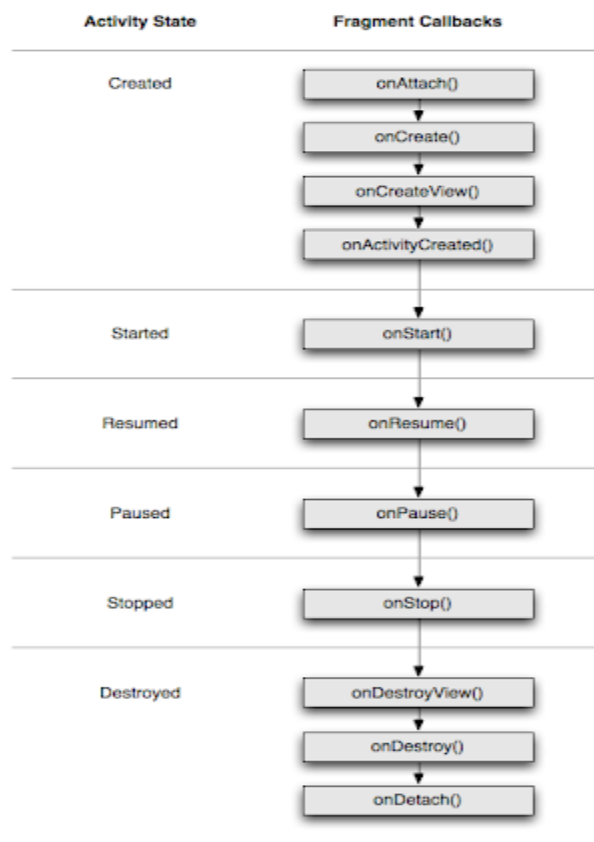 Activity State Fragment Callbacks
Created onAttach()
onCreate()
onCreateView()
onActivityCreated()
Started onStart()
Resumed onResume()
Paused onPause()
Stopped onStop()
Destroyed onDestroyView()
onDestroy()
onDetach()